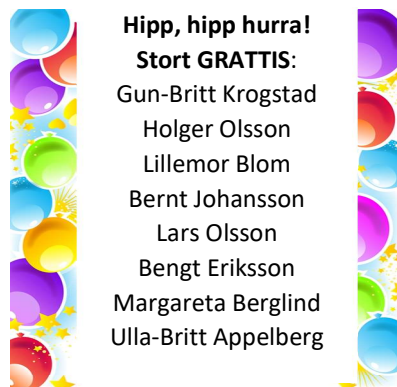 Hipp, hipp hurra!
Stort GRATTIS:
Gun-Britt Krogstad
Holger Olsson
Lillemor Blom
Bernt Johansson
Lars Olsson
Bengt Eriksson
Margareta Berglind
Ulla-Britt Appelberg